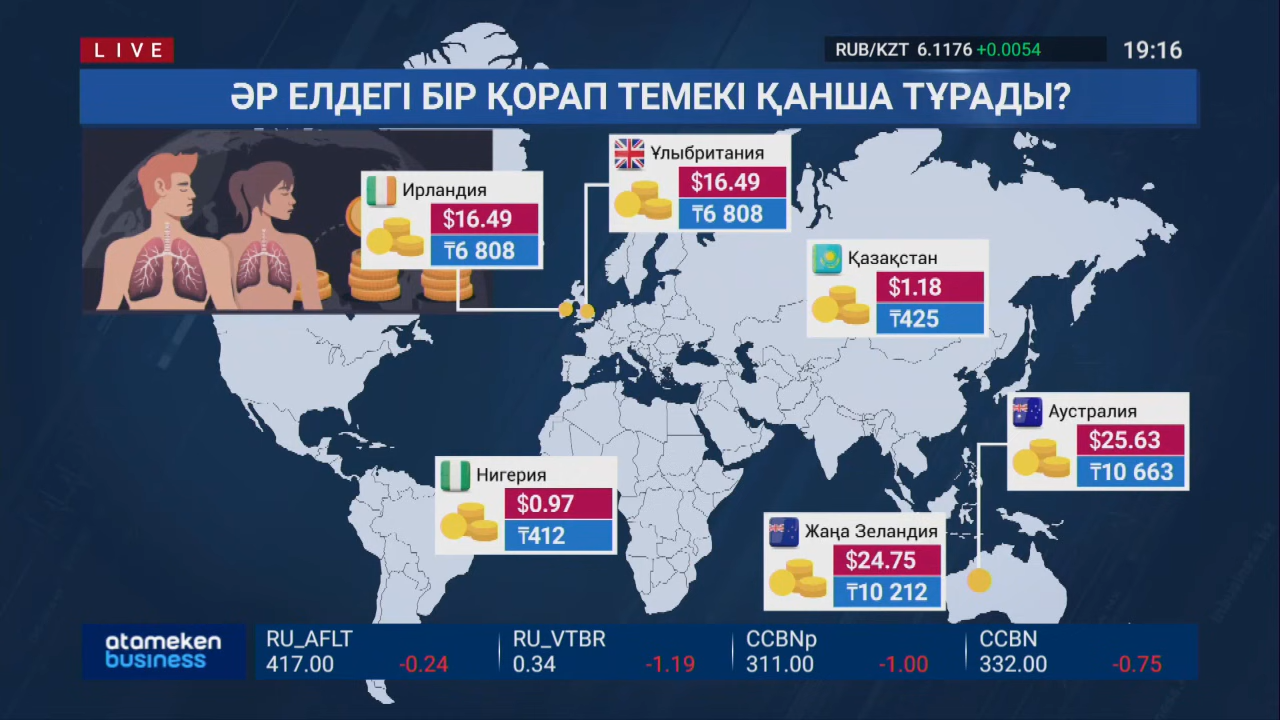 LIVE
RUB/KZT 6.1176 +0.0054
19:16
ӘР ЕЛДЕГІ БІР ҚОРАП ТЕМЕКІ ҚАНША ТҰРАДЫ?
Ұлыбритания
$16.49
₸6 808
Ирландия
$16.49
₸6 808
Қазақстан
$1.18
₸425
Аустралия
$25.63
₸10 663
Нигерия
$0.97
₸412
Жаңа Зеландия
$24.75
₸10 212
atameken
business
RU_AFLT
417.00 -0.24
RU_VTBR
0.34 -1.19
CCBNp
311.00 -1.00
CCBN
332.00 -0.75